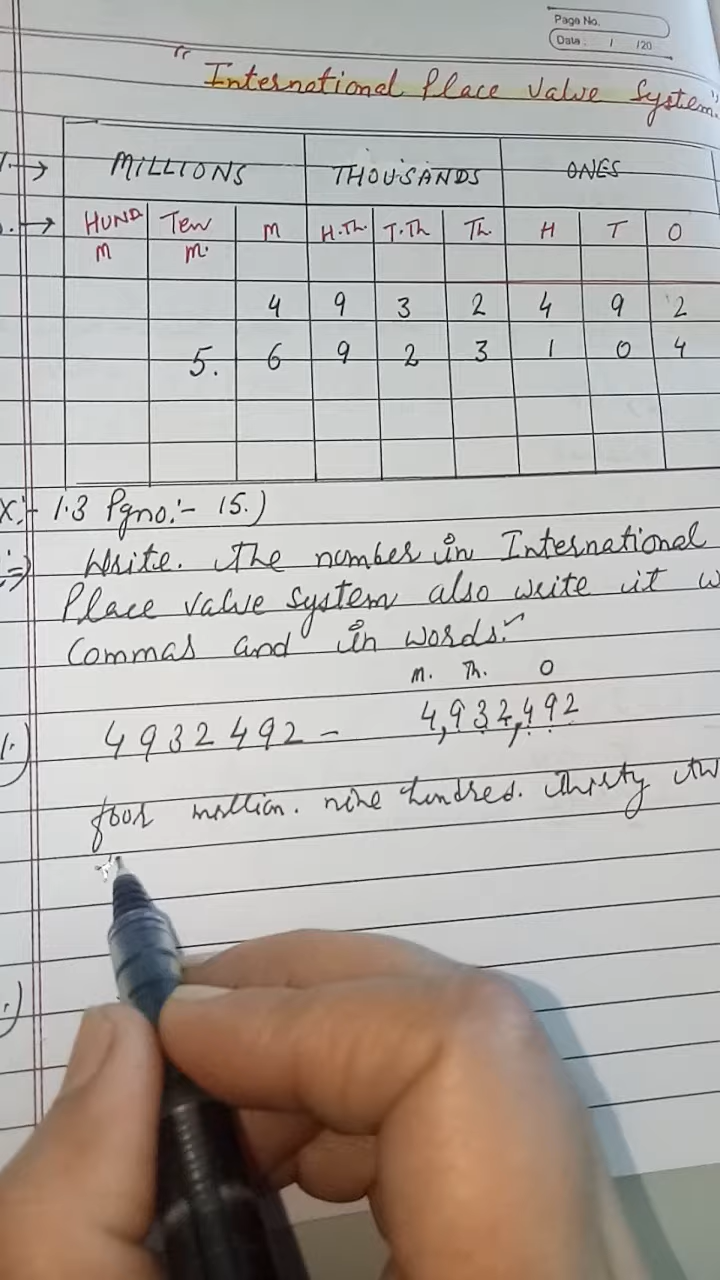 Page No.
Date: / /20
"International Place Value System."
→ MILLIONS THOUSANDS ONES
→ HUND M Ten M. M H.Th. T.Th Th. H T O
4 9 3 2 4 9 2
5. 6 9 2 3 1 0 4
1.3 Pgno:- 15.)
Write. The number in International
Place value system also write it
Commas and in words.
M. Th. O
1.) 4932492 - 4,932,492
four million. nine hundred. thirty